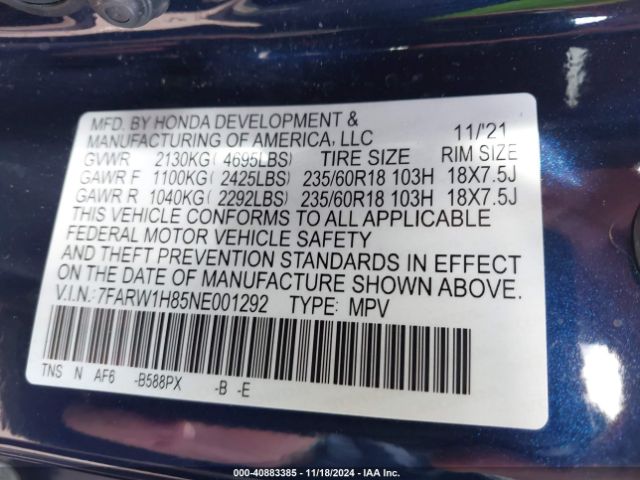 MFD. BY HONDA DEVELOPMENT &
MANUFACTURING OF AMERICA, LLC 11/'21
GVWR 2130KG( 4695LBS) TIRE SIZE RIM SIZE
GAWR F 1100KG( 2425LBS) 235/60R18 103H 18X7.5J
GAWR R 1040KG( 2292LBS) 235/60R18 103H 18X7.5J
THIS VEHICLE CONFORMS TO ALL APPLICABLE
FEDERAL MOTOR VEHICLE SAFETY
AND THEFT PREVENTION STANDARDS IN EFFECT
ON THE DATE OF MANUFACTURE SHOWN ABOVE.
V.I.N.: 7FARW1H85NE001292 TYPE: MPV
TNS N AF6 -B588PX -B -E
000-40883385 - 11/18/2024 - IAA Inc.